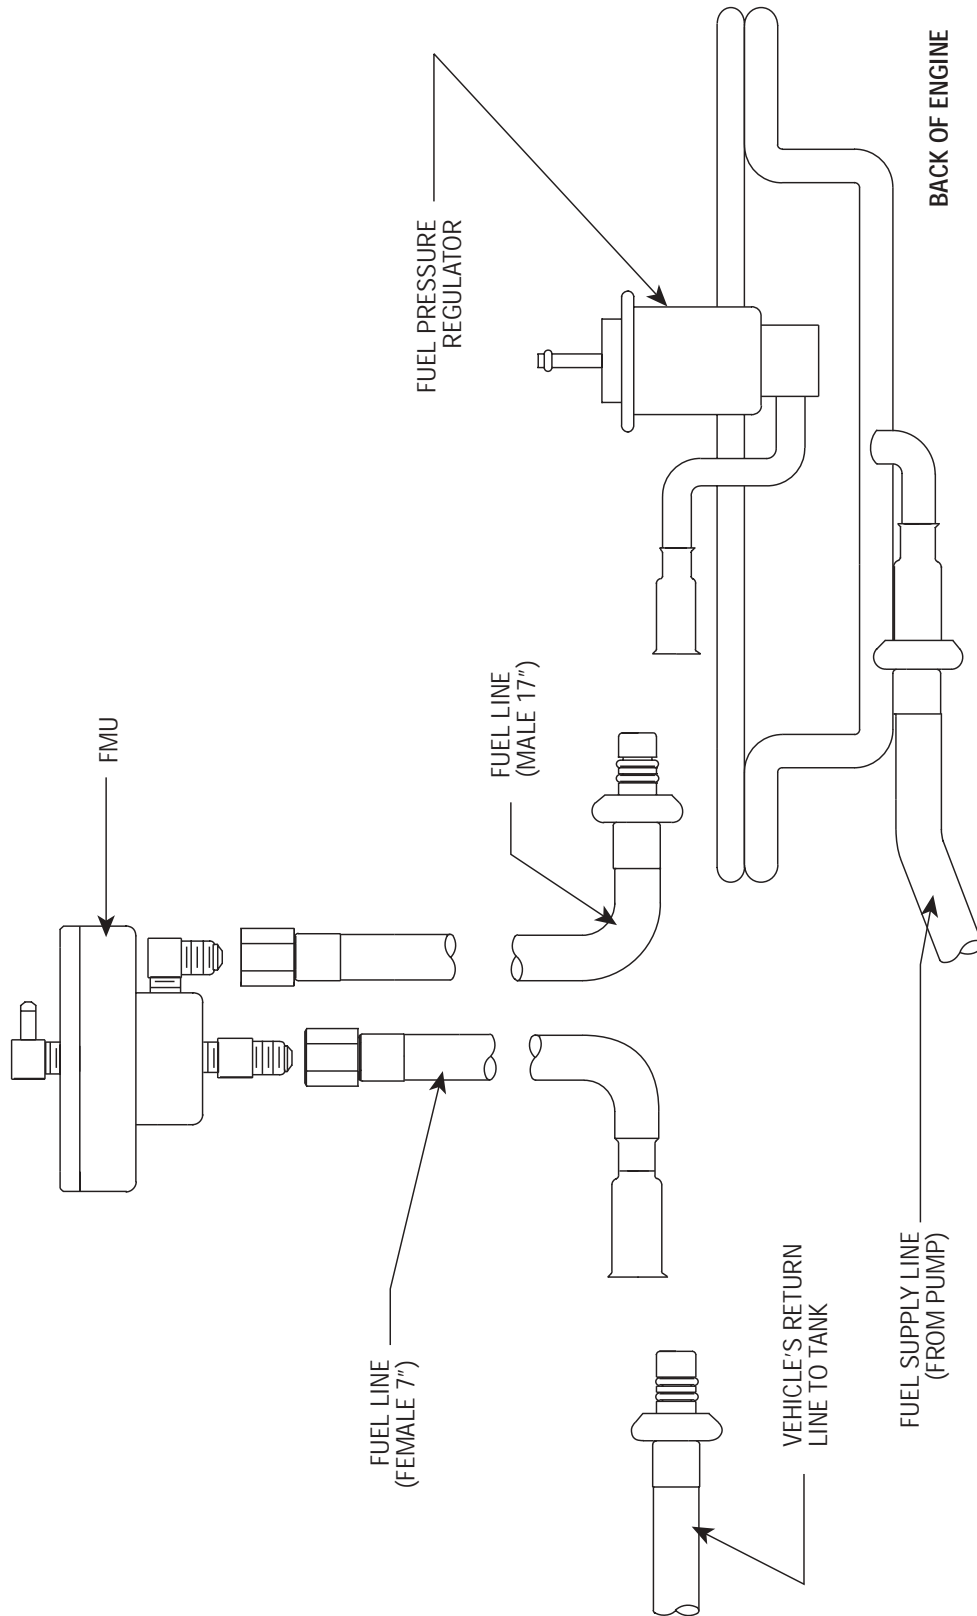 FMU
FUEL LINE
(FEMALE 7")
FUEL LINE
(MALE 17")
FUEL PRESSURE
REGULATOR
VEHICLE'S RETURN
LINE TO TANK
FUEL SUPPLY LINE
(FROM PUMP)
BACK OF ENGINE